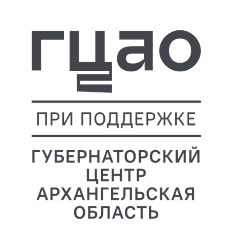 гцао
ПРИ ПОДДЕРЖКЕ
ГУБЕРНАТОРСКИЙ
ЦЕНТР
АРХАНГЕЛЬСКАЯ
ОБЛАСТЬ